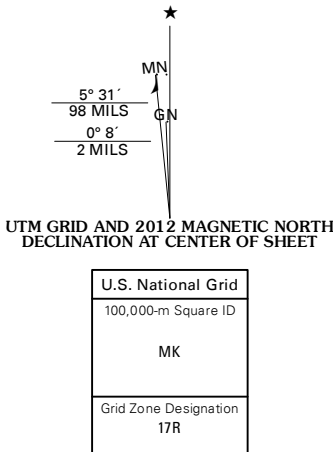 MN
5° 31´
98 MILS
GN
0° 8´
2 MILS
UTM GRID AND 2012 MAGNETIC NORTH
DECLINATION AT CENTER OF SHEET
U.S. National Grid
100,000-m Square ID
MK
Grid Zone Designation
17R